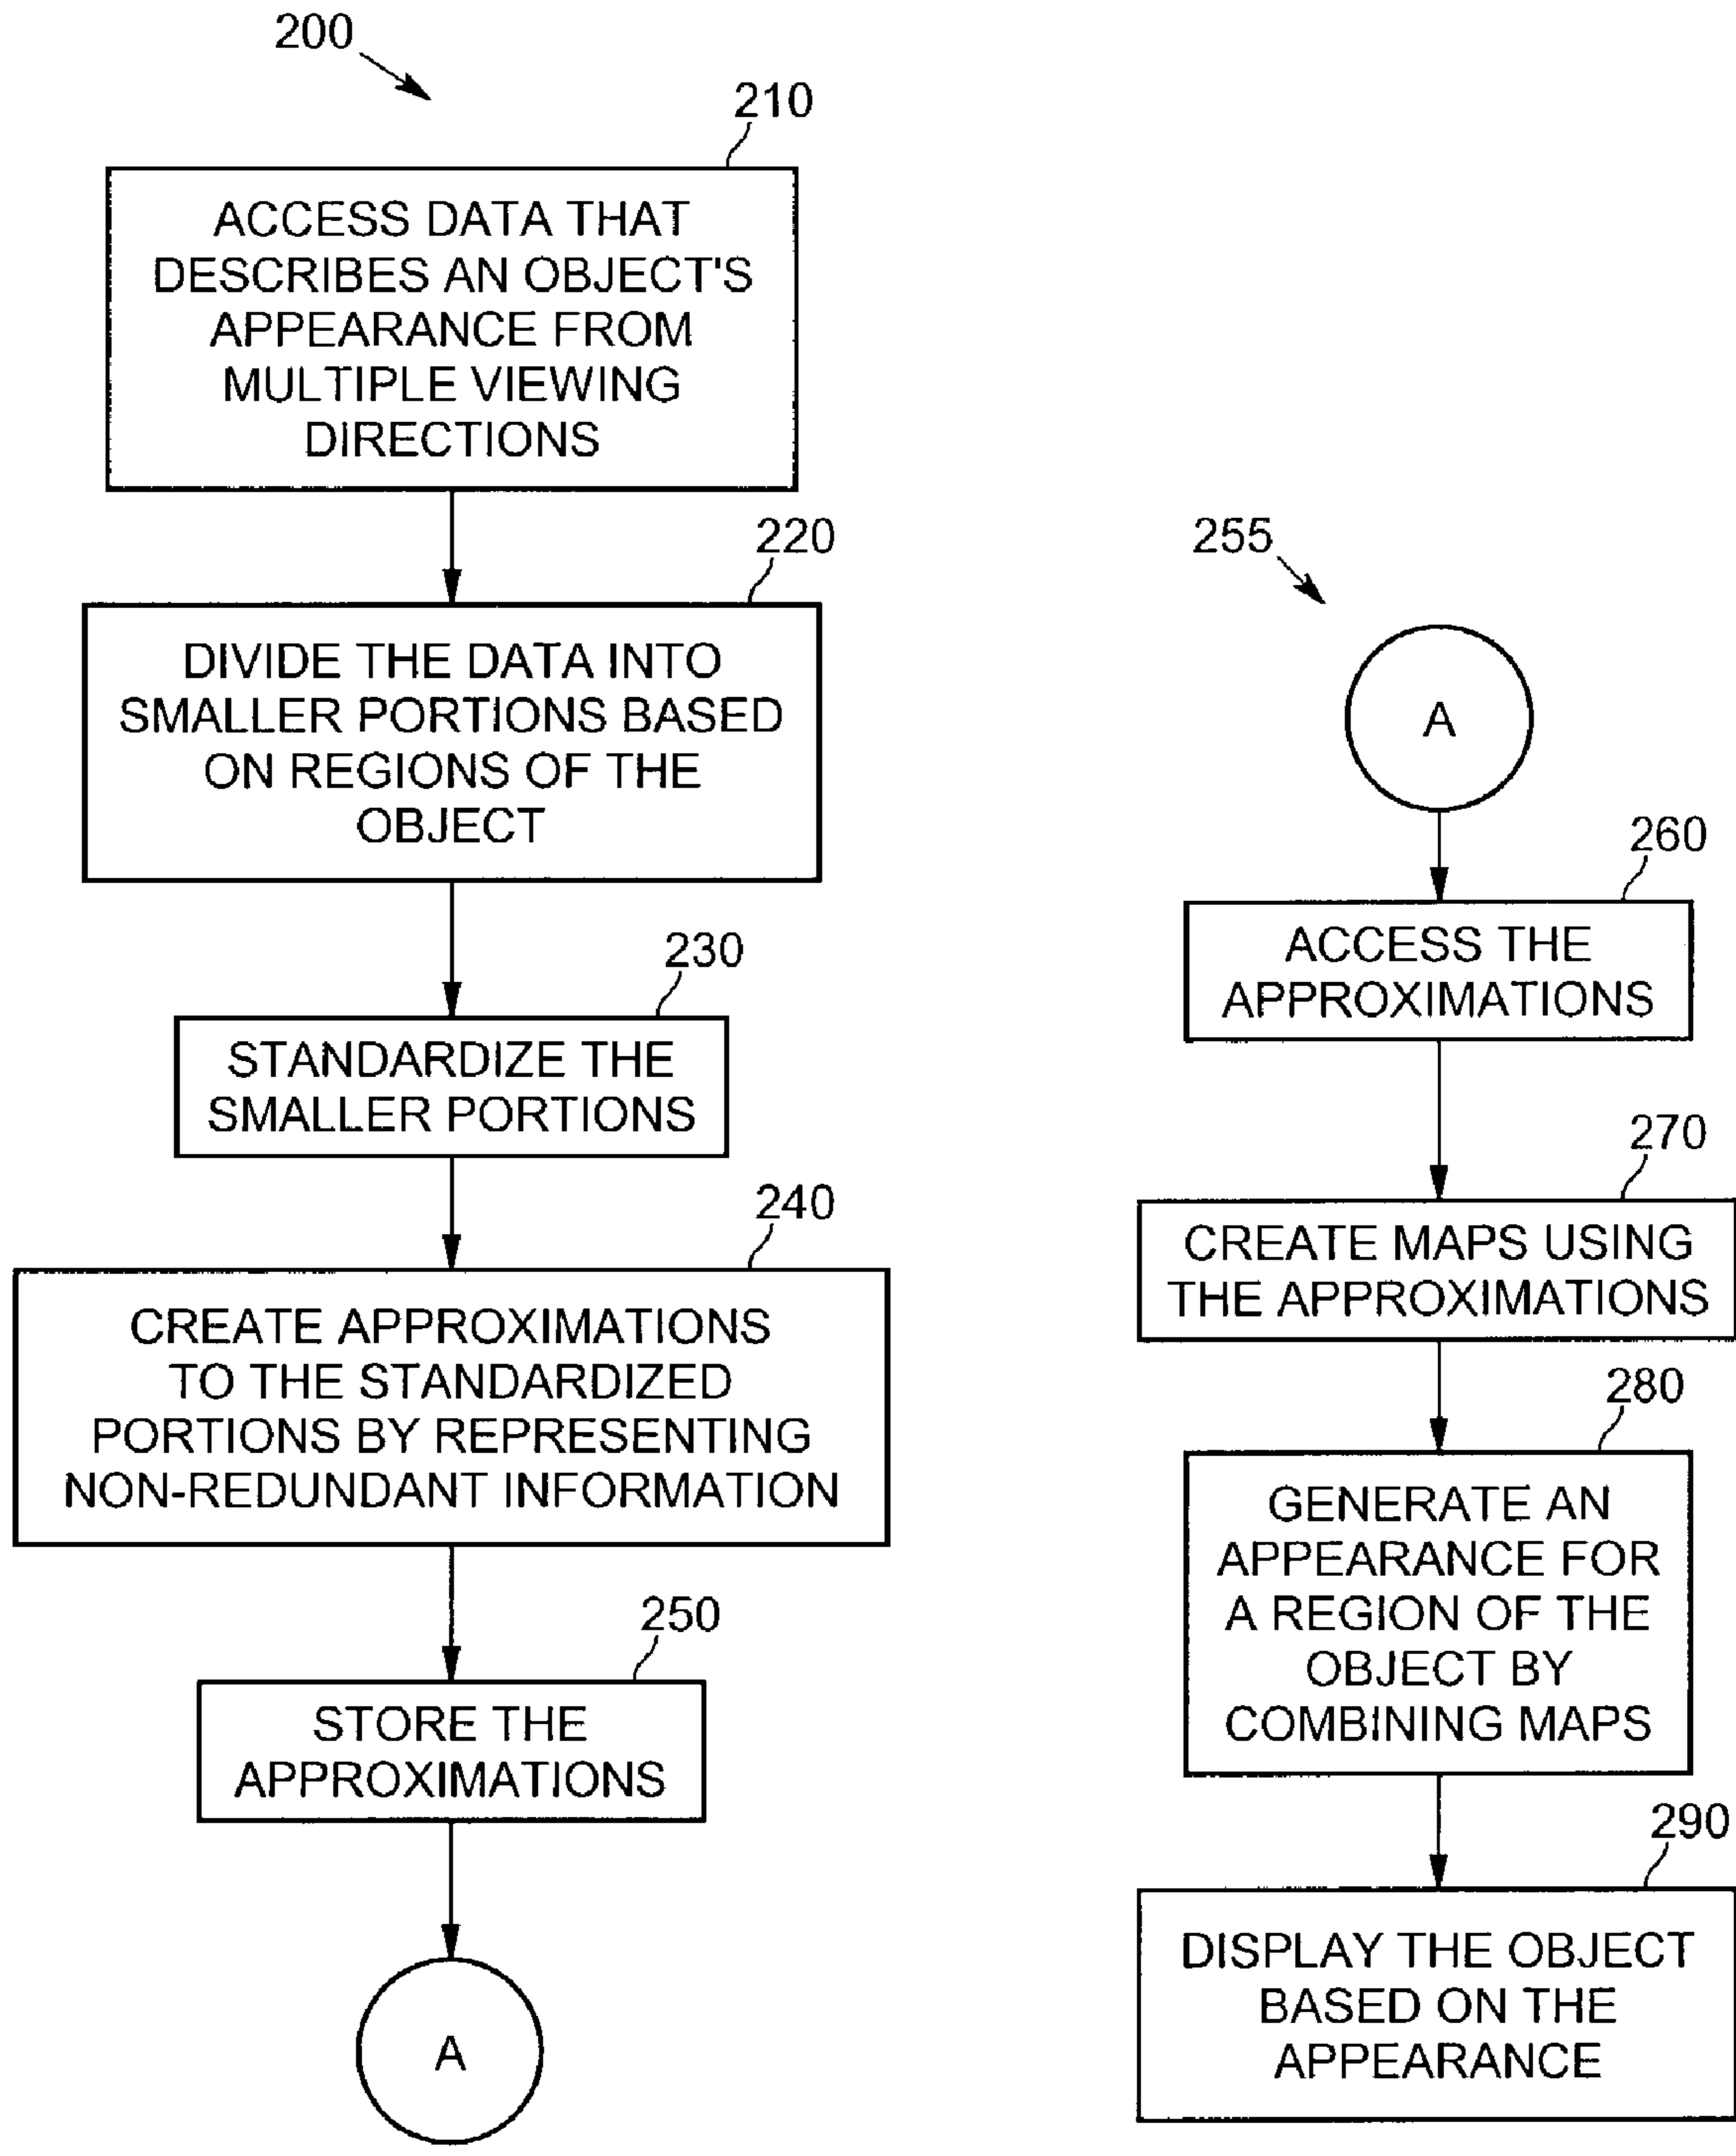 200
210
ACCESS DATA THAT
DESCRIBES AN OBJECT'S
APPEARANCE FROM
MULTIPLE VIEWING
DIRECTIONS
220
DIVIDE THE DATA INTO
SMALLER PORTIONS BASED
ON REGIONS OF THE
OBJECT
230
STANDARDIZE THE
SMALLER PORTIONS
240
CREATE APPROXIMATIONS
TO THE STANDARDIZED
PORTIONS BY REPRESENTING
NON-REDUNDANT INFORMATION
250
STORE THE
APPROXIMATIONS
A
255
A
260
ACCESS THE
APPROXIMATIONS
270
CREATE MAPS USING
THE APPROXIMATIONS
280
GENERATE AN
APPEARANCE FOR
A REGION OF THE
OBJECT BY
COMBINING MAPS
290
DISPLAY THE OBJECT
BASED ON THE
APPEARANCE